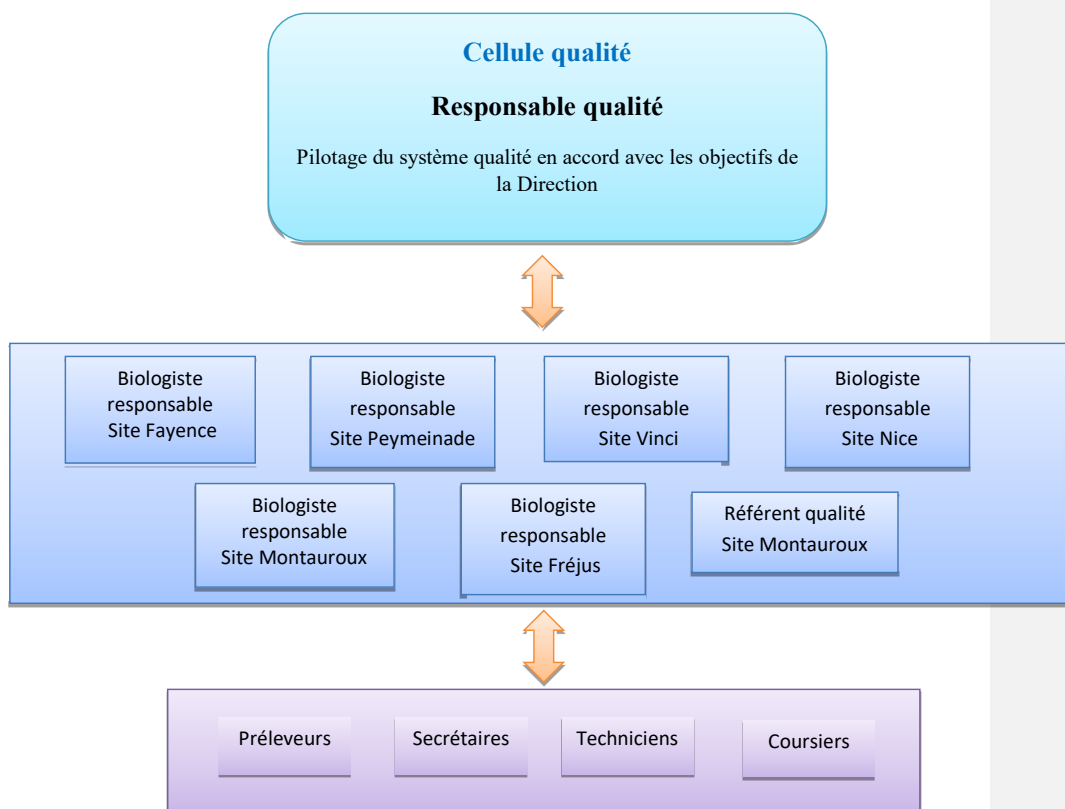 Cellule qualité
Responsable qualité
Pilotage du système qualité en accord avec les objectifs de
la Direction
Biologiste
responsable
Site Fayence
Biologiste
responsable
Site Peymeinade
Biologiste
responsable
Site Vinci
Biologiste
responsable
Site Nice
Biologiste
responsable
Site Montauroux
Biologiste
responsable
Site Fréjus
Référent qualité
Site Montauroux
Préleveurs
Secrétaires
Techniciens
Coursiers